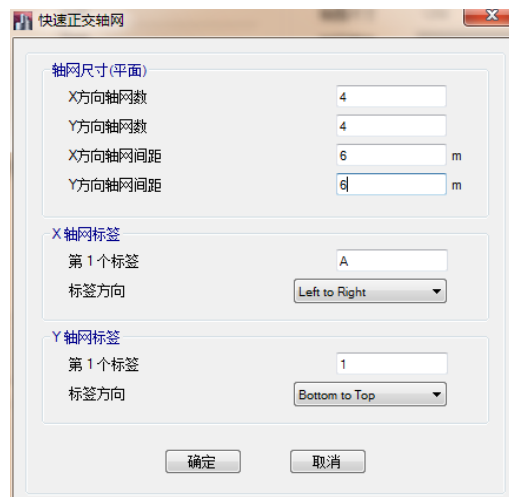 快速正交轴网
轴网尺寸(平面)
X方向轴网数 4
Y方向轴网数 4
X方向轴网间距 6 m
Y方向轴网间距 6 m
X 轴网标签
第 1 个标签 A
标签方向 Left to Right
Y 轴网标签
第 1 个标签 1
标签方向 Bottom to Top
确定 取消